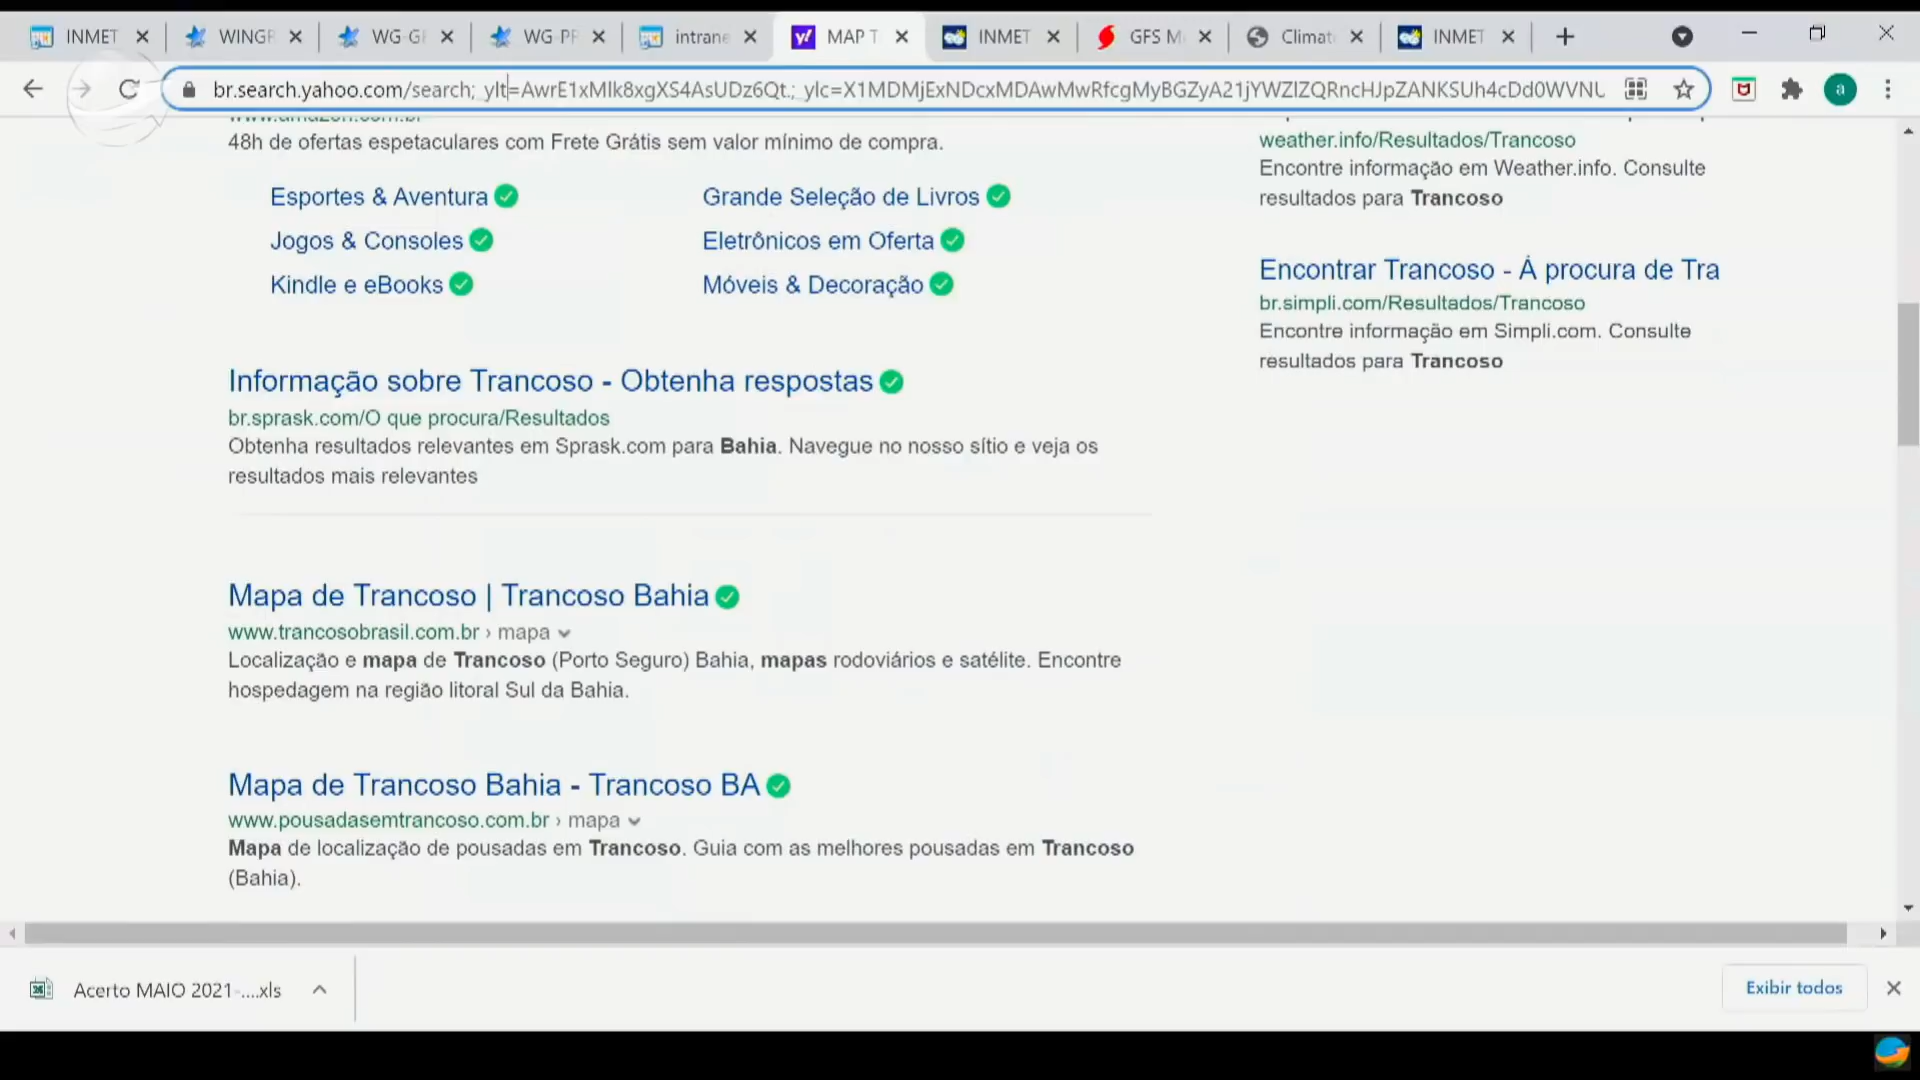 INMET
WINGR
WG-GF
WG-PR
intrane
MAP T
INMET
GFS M
Climat
INMET
br.search.yahoo.com/search;_ylt=AwrE1xMlk8xgXS4AsUDz6Qt.;_ylc=X1MDMjExNDcxMDAwMwRfcgMyBGZyA21jYWZlZQRncHJpZANKSUh4cDd0WVNU
a
www.amazon.com.br
48h de ofertas espetaculares com Frete Grátis sem valor mínimo de compra.
Esportes & Aventura
Grande Seleção de Livros
Jogos & Consoles
Eletrônicos em Oferta
Kindle e eBooks
Móveis & Decoração
Informação sobre Trancoso - Obtenha respostas
br.sprask.com/O que procura/Resultados
Obtenha resultados relevantes em Sprask.com para Bahia. Navegue no nosso sítio e veja os
resultados mais relevantes
Mapa de Trancoso | Trancoso Bahia
www.trancosobrasil.com.br › mapa
Localização e mapa de Trancoso (Porto Seguro) Bahia, mapas rodoviários e satélite. Encontre
hospedagem na região litoral Sul da Bahia.
Mapa de Trancoso Bahia - Trancoso BA
www.pousadasemtrancoso.com.br › mapa
Mapa de localização de pousadas em Trancoso. Guia com as melhores pousadas em Trancoso
(Bahia).
weather.info/Resultados/Trancoso
Encontre informação em Weather.info. Consulte
resultados para Trancoso
Encontrar Trancoso - Á procura de Tra
br.simpli.com/Resultados/Trancoso
Encontre informação em Simpli.com. Consulte
resultados para Trancoso
Acerto MAIO 2021-....xls
Exibir todos